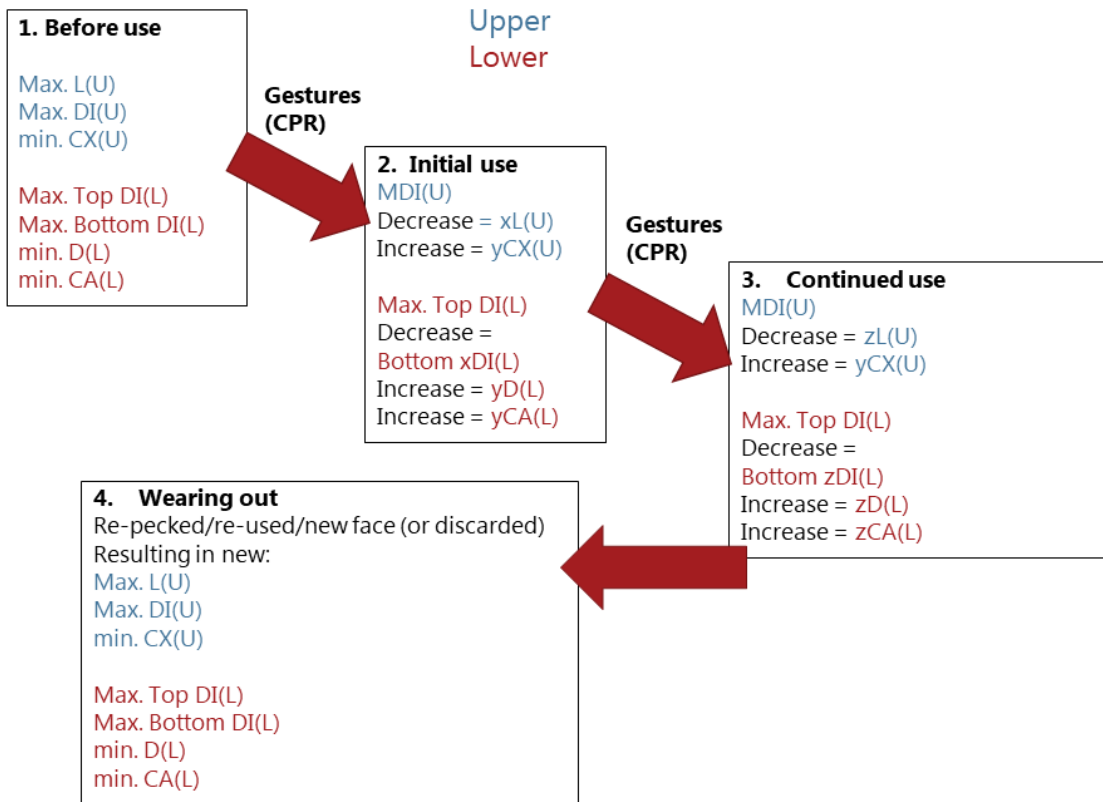 Upper
Lower
1. Before use
Max. L(U)
Max. DI(U)
min. CX(U)
Max. Top DI(L)
Max. Bottom DI(L)
min. D(L)
min. CA(L)
Gestures
(CPR)
2. Initial use
MDI(U)
Decrease = xL(U)
Increase = yCX(U)
Max. Top DI(L)
Decrease =
Bottom xDI(L)
Increase = yD(L)
Increase = yCA(L)
Gestures
(CPR)
3. Continued use
MDI(U)
Decrease = zL(U)
Increase = yCX(U)
Max. Top DI(L)
Decrease =
Bottom zDI(L)
Increase = zD(L)
Increase = zCA(L)
4. Wearing out
Re-pecked/re-used/new face (or discarded)
Resulting in new:
Max. L(U)
Max. DI(U)
min. CX(U)
Max. Top DI(L)
Max. Bottom DI(L)
min. D(L)
min. CA(L)